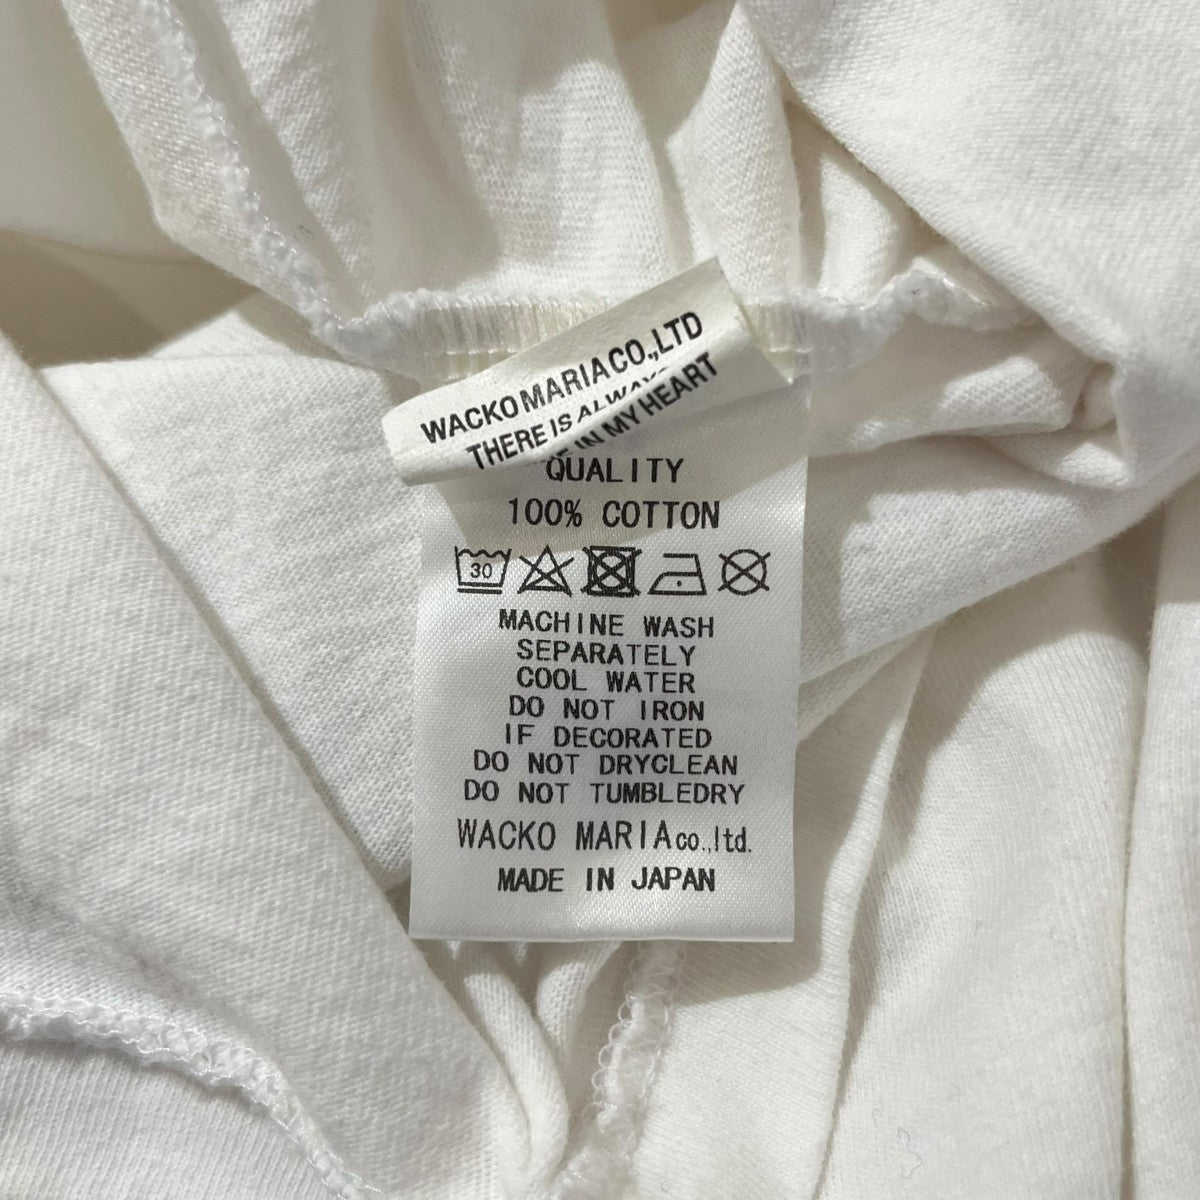 WACKO MARIA CO.,LTD
THERE IS ALWAYS
IN MY HEART
QUALITY
100% COTTON
30
MACHINE WASH
SEPARATELY
COOL WATER
DO NOT IRON
IF DECORATED
DO NOT DRYCLEAN
DO NOT TUMBLEDRY
WACKO MARIA co.,ltd.
MADE IN JAPAN